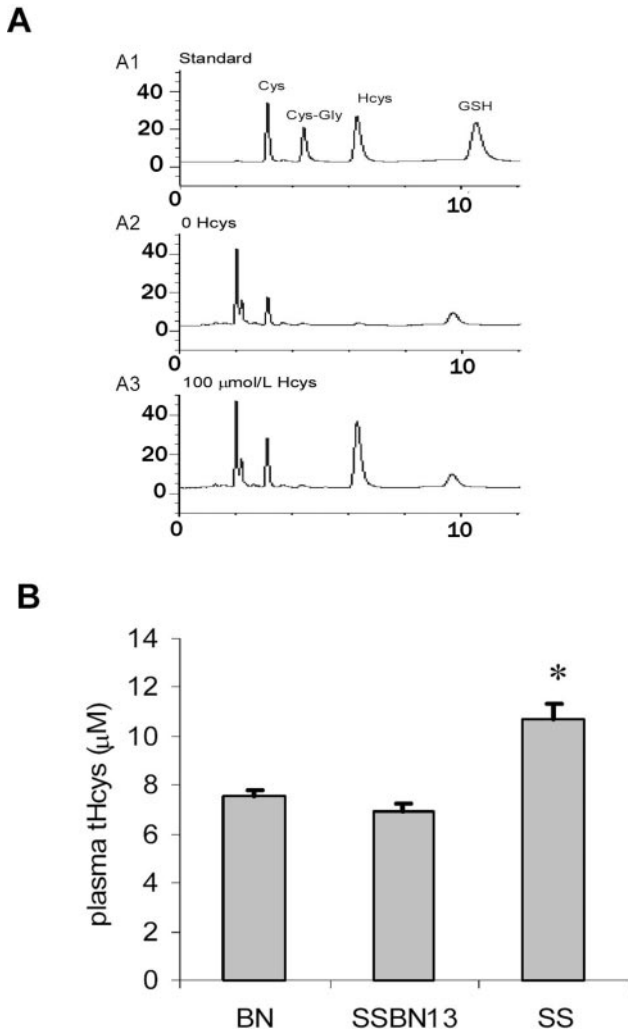 A
A1 Standard
Cys
Cys-Gly
Hcys
GSH
40
20
0
0 10
A2 0 Hcys
40
20
0
0 10
A3 100 μmol/L Hcys
40
20
0
0 10
B
plasma tHcys (μM)
14
12
10
8
6
4
2
0
*
BN SSBN13 SS